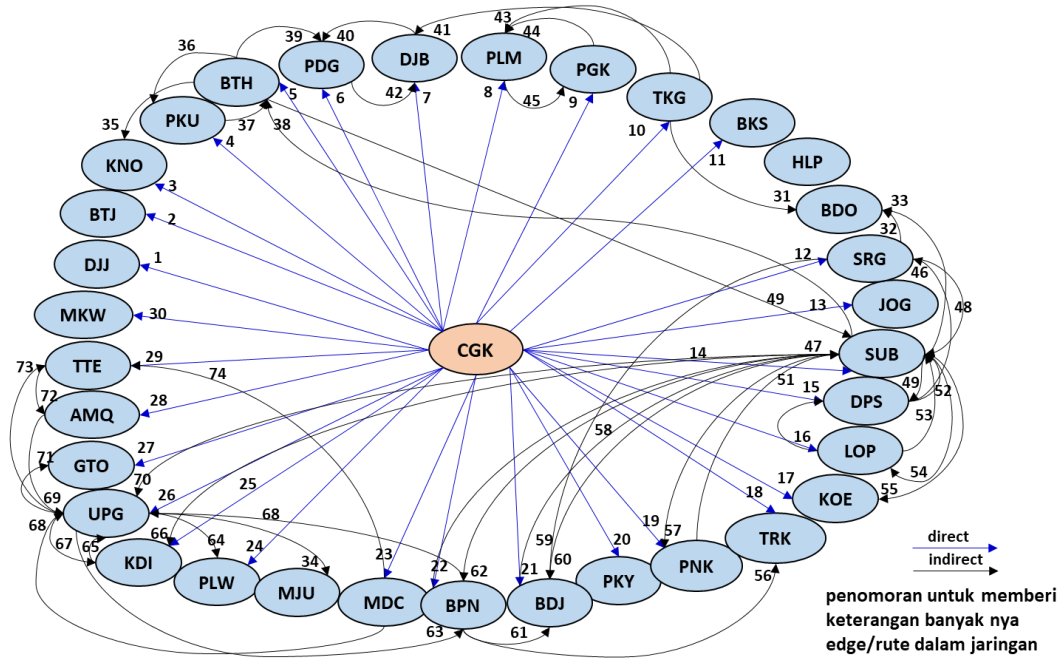 43
36 39 40 41 44
PDG DJB PLM
PGK
BTH 5 6 42 7 8 45 9 TKG
35 PKU 37 38 10 BKS
4 11 HLP
KNO 3
BTJ 2 31 BDO 33
32
DJJ 1 12 SRG 46
MKW 30 49 13 JOG 48
CGK
73 TTE 29 74 14 47 SUB
72 AMQ 28 51 15 DPS 49 52
53
71 GTO 27 58 16 LOP
70 54
69 UPG 26 25 17 KOE 55
68 67 65 66 64 68 18
KDI 24 23 59 60 20 19 57 TRK
PLW 34 22 62 21 PNK 56
MJU PKY
MDC BPN BDJ
63 61
direct
indirect
penomoran untuk memberi
keterangan banyak nya
edge/rute dalam jaringan